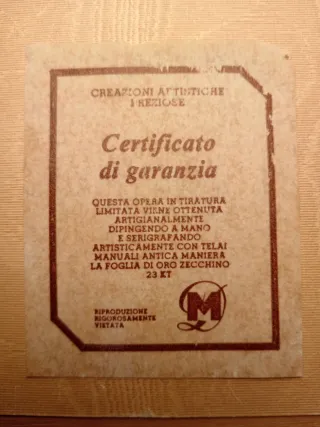 CREAZIONI ARTISTICHE
PREZIOSE
Certificato
di garanzia
QUESTA OPERA IN TIRATURA
LIMITATA VIENE OTTENUTA
ARTIGIANALMENTE
DIPINGENDO A MANO
E SERIGRAFANDO
ARTISTICAMENTE CON TELAI
MANUALI ANTICA MANIERA
LA FOGLIA DI ORO ZECCHINO
23 KT
M
RIPRODUZIONE
RIGOROSAMENTE
VIETATA